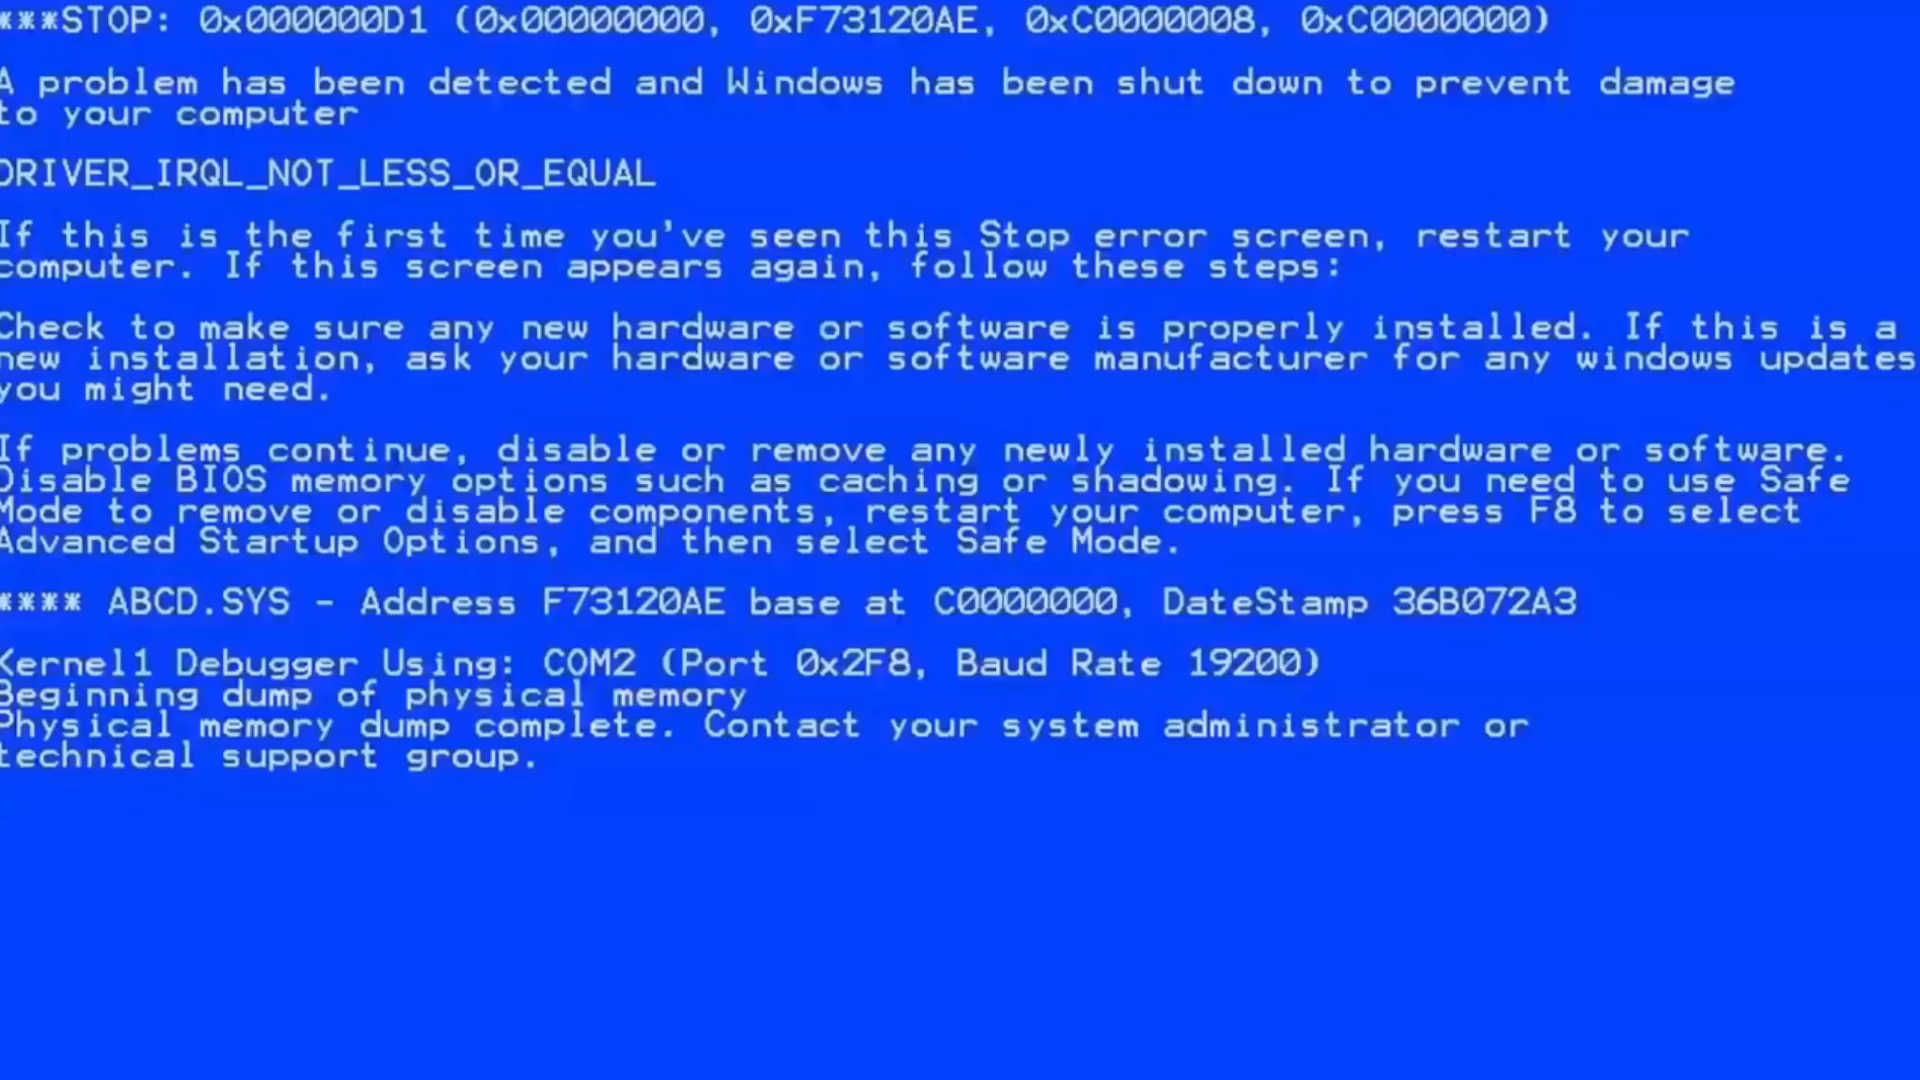 ***STOP: 0x000000D1 (0x00000000, 0xF73120AE, 0xC0000008, 0xC0000000)
A problem has been detected and Windows has been shut down to prevent damage
to your computer
DRIVER_IRQL_NOT_LESS_OR_EQUAL
If this is the first time you've seen this Stop error screen, restart your
computer. If this screen appears again, follow these steps:
Check to make sure any new hardware or software is properly installed. If this is a
new installation, ask your hardware or software manufacturer for any windows updates
you might need.
If problems continue, disable or remove any newly installed hardware or software.
Disable BIOS memory options such as caching or shadowing. If you need to use Safe
Mode to remove or disable components, restart your computer, press F8 to select
Advanced Startup Options, and then select Safe Mode.
**** ABCD.SYS - Address F73120AE base at C0000000, DateStamp 36B072A3
Kernel1 Debugger Using: COM2 (Port 0x2F8, Baud Rate 19200)
Beginning dump of physical memory
Physical memory dump complete. Contact your system administrator or
technical support group.